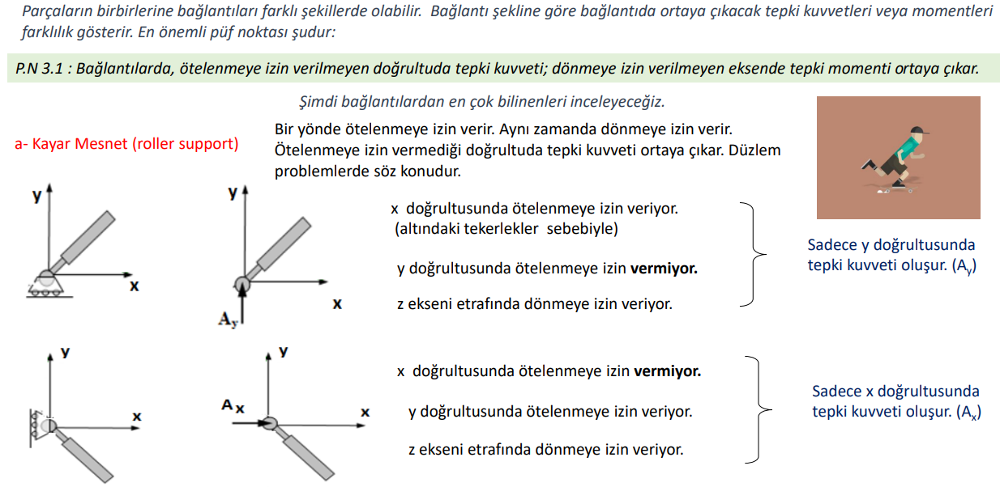 Parçaların birbirlerine bağlantıları farklı şekillerde olabilir. Bağlantı şekline göre bağlantıda ortaya çıkacak tepki kuvvetleri veya momentleri
farklılık gösterir. En önemli püf noktası şudur:
P.N 3.1 : Bağlantılarda, ötelenmeye izin verilmeyen doğrultuda tepki kuvveti; dönmeye izin verilmeyen eksende tepki momenti ortaya çıkar.
Şimdi bağlantılardan en çok bilinenleri inceleyeceğiz.
a- Kayar Mesnet (roller support)
Bir yönde ötelenmeye izin verir. Aynı zamanda dönmeye izin verir.
Ötelenmeye izin vermediği doğrultuda tepki kuvveti ortaya çıkar. Düzlem
problemlerde söz konudur.
y
x
y
x
Ay
x doğrultusunda ötelenmeye izin veriyor.
(altındaki tekerlekler sebebiyle)
y doğrultusunda ötelenmeye izin vermiyor.
z ekseni etrafında dönmeye izin veriyor.
Sadece y doğrultusunda
tepki kuvveti oluşur. (Ay)
y
x
y
Ax
x
x doğrultusunda ötelenmeye izin vermiyor.
y doğrultusunda ötelenmeye izin veriyor.
z ekseni etrafında dönmeye izin veriyor.
Sadece x doğrultusunda
tepki kuvveti oluşur. (Ax)